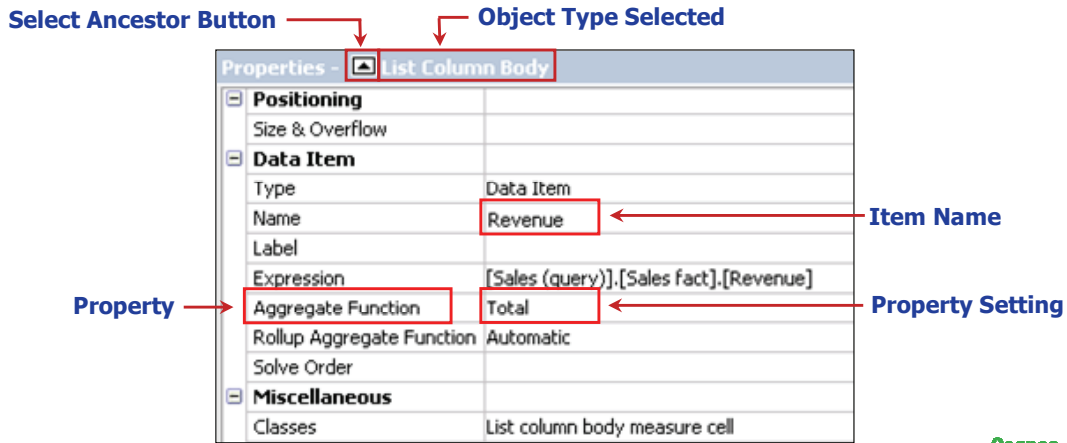 Select Ancestor Button
Object Type Selected
Properties - List Column Body
Positioning
Size & Overflow
Data Item
Type Data Item
Name Revenue
Item Name
Label
Expression [Sales (query)].[Sales fact].[Revenue]
Property
Aggregate Function Total
Property Setting
Rollup Aggregate Function Automatic
Solve Order
Miscellaneous
Classes List column body measure cell